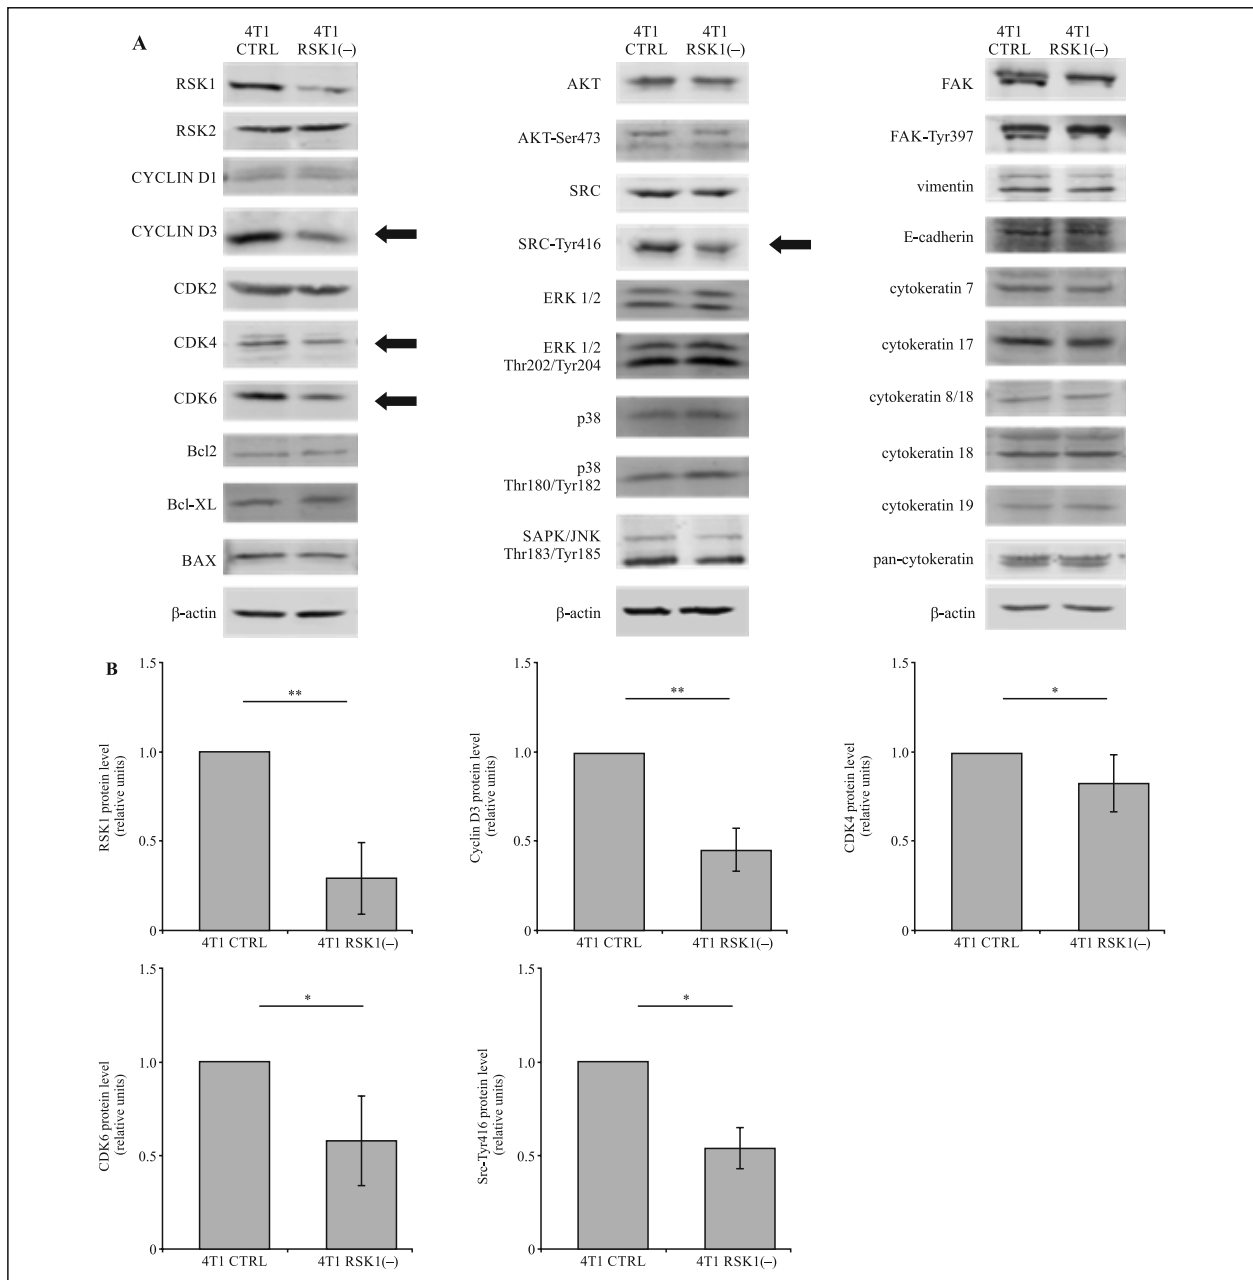 A
4T1
CTRL
4T1
RSK1(–)
RSK1
RSK2
CYCLIN D1
CYCLIN D3
CDK2
CDK4
CDK6
Bcl2
Bcl-XL
BAX
β-actin
4T1
CTRL
4T1
RSK1(–)
AKT
AKT-Ser473
SRC
SRC-Tyr416
ERK 1/2
ERK 1/2
Thr202/Tyr204
p38
p38
Thr180/Tyr182
SAPK/JNK
Thr183/Tyr185
β-actin
4T1
CTRL
4T1
RSK1(–)
FAK
FAK-Tyr397
vimentin
E-cadherin
cytokeratin 7
cytokeratin 17
cytokeratin 8/18
cytokeratin 18
cytokeratin 19
pan-cytokeratin
β-actin
B
RSK1 protein level
(relative units)
1.5
1.0
0.5
0
**
4T1 CTRL
4T1 RSK1(–)
Cyclin D3 protein level
(relative units)
1.5
1.0
0.5
0
**
4T1 CTRL
4T1 RSK1(–)
CDK4 protein level
(relative units)
1.5
1.0
0.5
0
*
4T1 CTRL
4T1 RSK1(–)
CDK6 protein level
(relative units)
1.5
1.0
0.5
0
*
4T1 CTRL
4T1 RSK1(–)
Src-Tyr416 protein level
(relative units)
1.5
1.0
0.5
0
*
4T1 CTRL
4T1 RSK1(–)